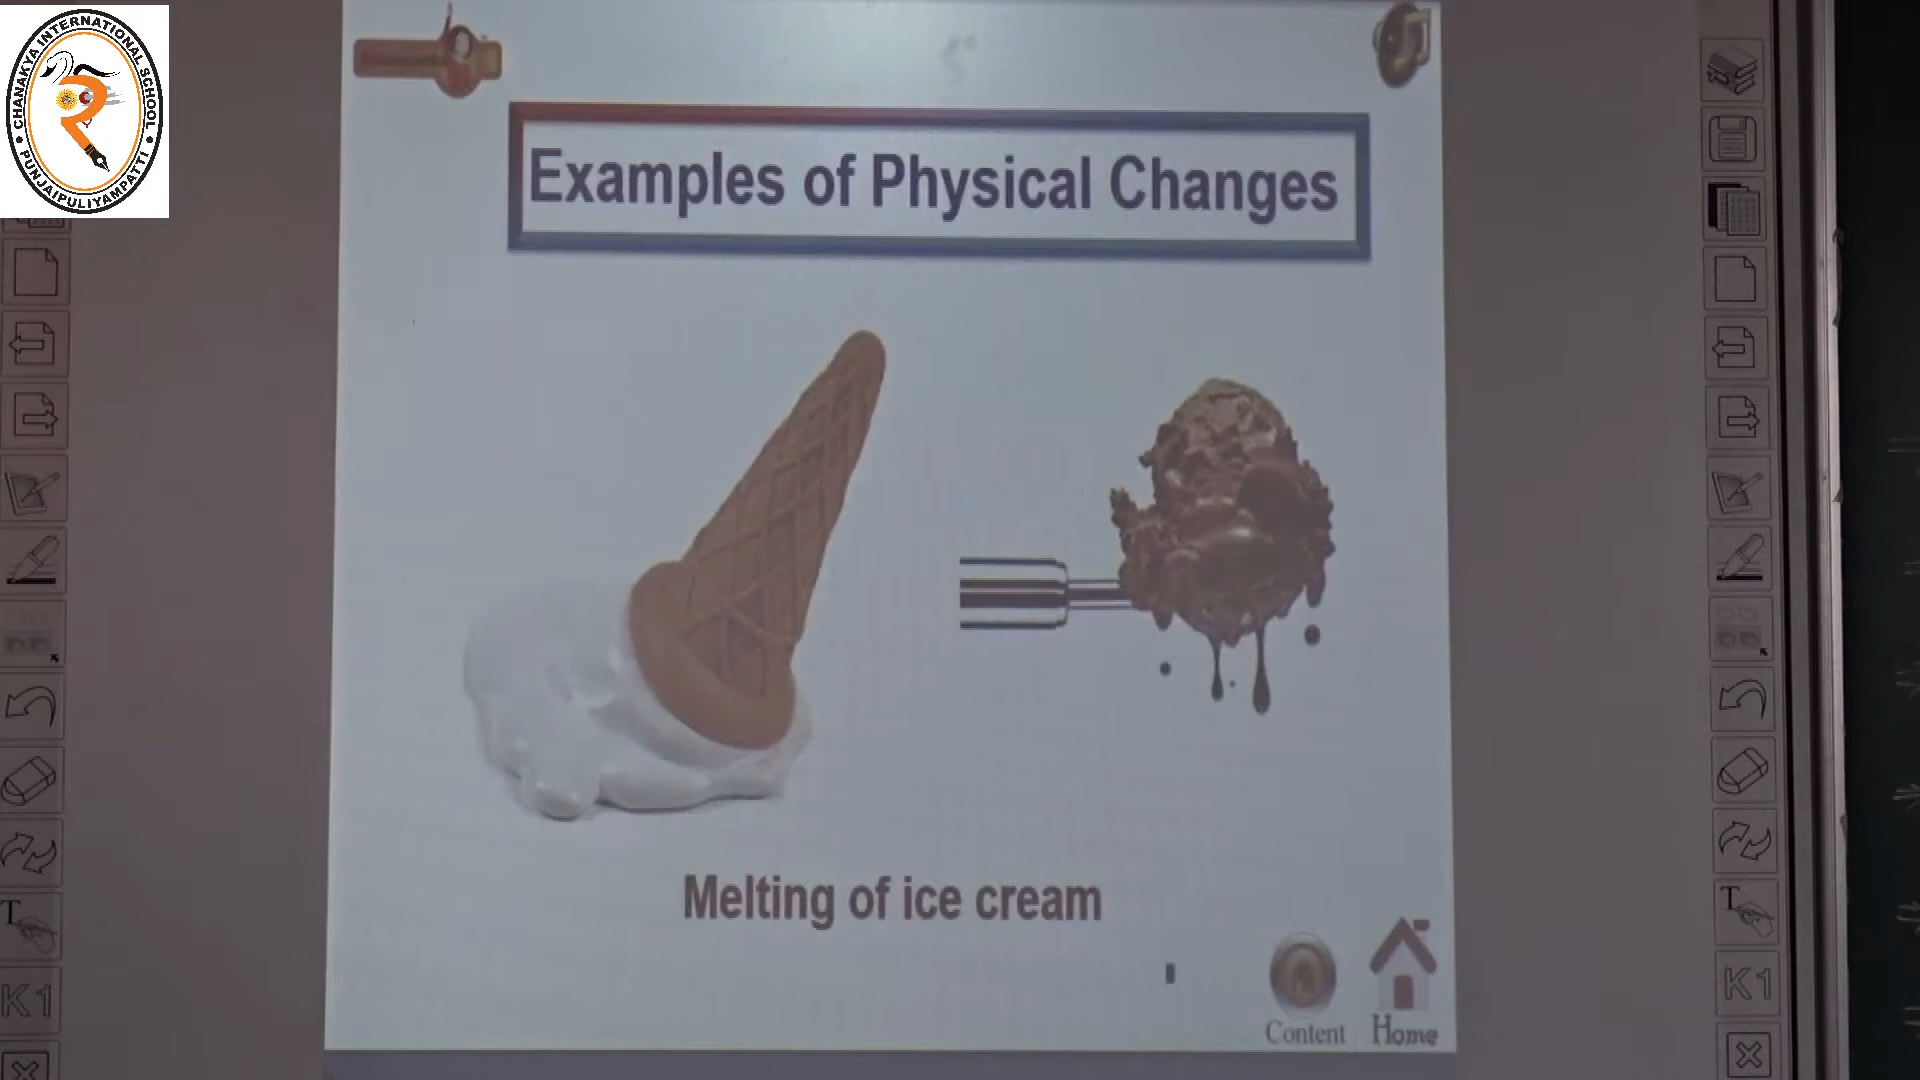 CHANAKYA INTERNATIONAL SCHOOL
PUNJAIPULIYAMPATTI
Examples of Physical Changes
Melting of ice cream
Content
Home
T
K1
T
K1